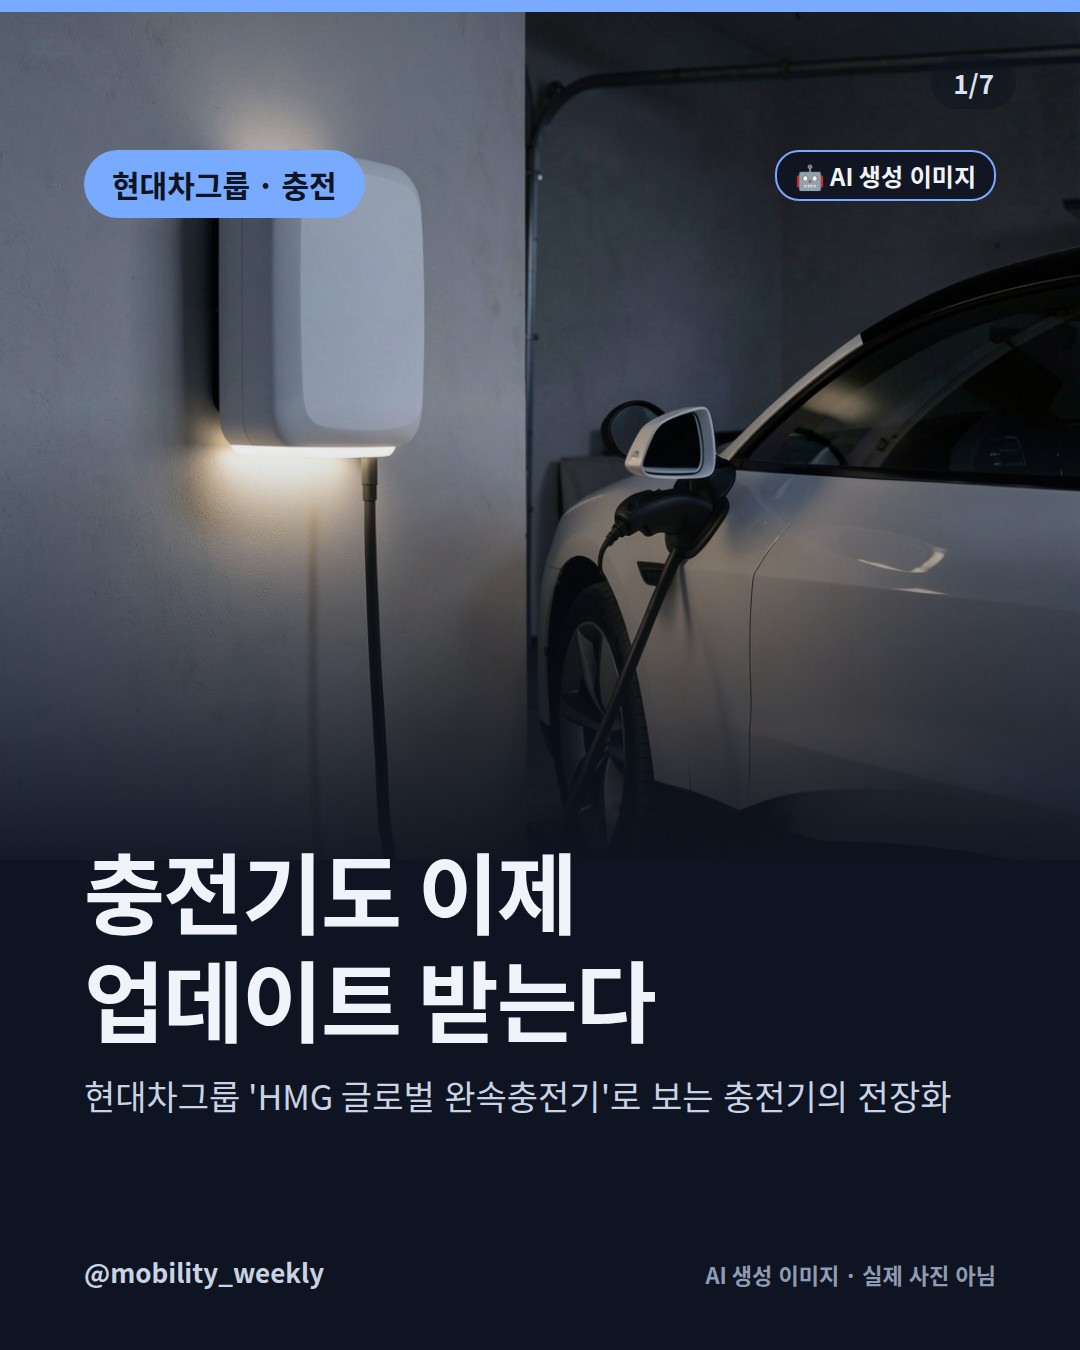 1/7
현대차그룹 · 충전
🤖 AI 생성 이미지
충전기도 이제
업데이트 받는다
현대차그룹 'HMG 글로벌 완속충전기'로 보는 충전기의 전장화
@mobility_weekly
AI 생성 이미지 · 실제 사진 아님